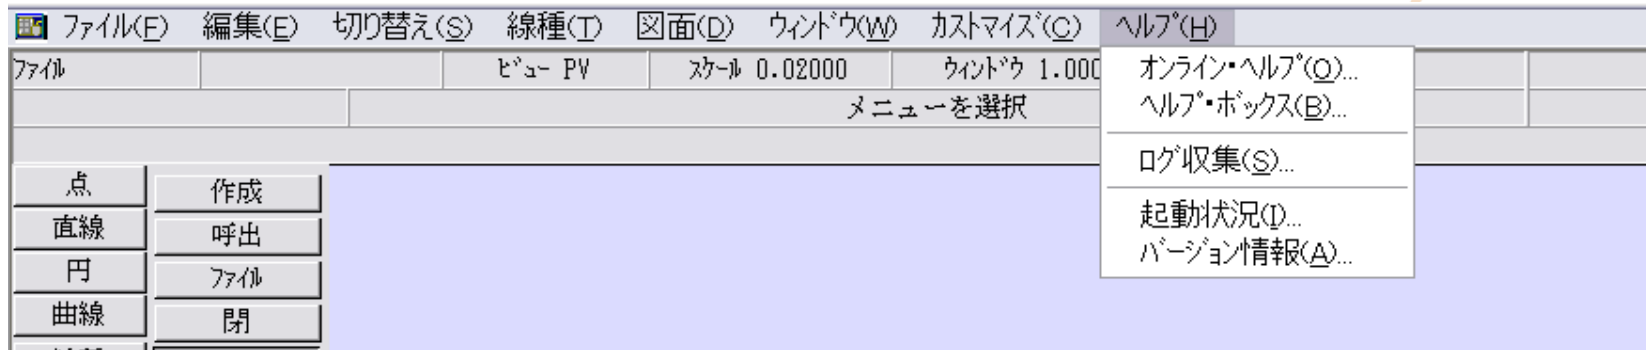 ファイル(F) 編集(E) 切り替え(S) 線種(T) 図面(D) ウィンドウ(W) カストマイズ(C) ヘルプ(H)
ファイル ビュー PV スケール 0.02000 ウィンドウ 1.000
メニューを選択
オンライン・ヘルプ(O)...
ヘルプ・ボックス(B)...
ログ収集(S)...
起動状況(I)...
バージョン情報(A)...
点 作成
直線 呼出
円 ファイル
曲線 閉